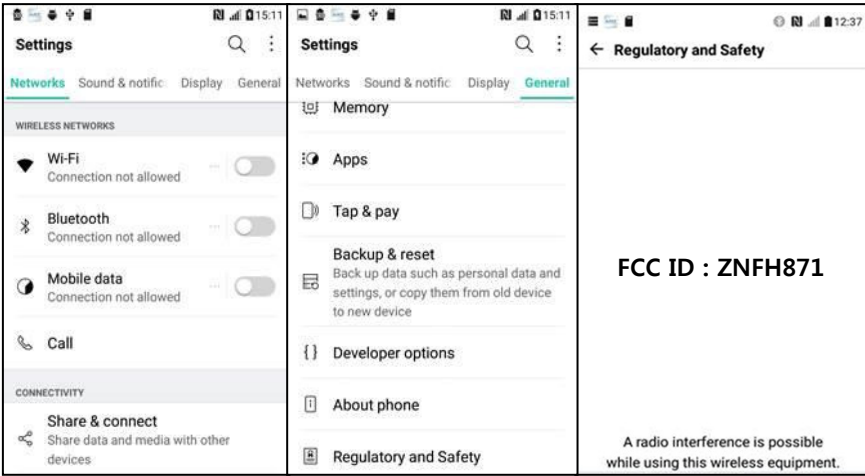 15:11
Settings
Networks Sound & notific Display General
WIRELESS NETWORKS
Wi-Fi
Connection not allowed
Bluetooth
Connection not allowed
Mobile data
Connection not allowed
Call
CONNECTIVITY
Share & connect
Share data and media with other
devices
15:11
Settings
Networks Sound & notific Display General
Memory
Apps
Tap & pay
Backup & reset
Back up data such as personal data and
settings, or copy them from old device
to new device
Developer options
About phone
Regulatory and Safety
12:37
Regulatory and Safety
FCC ID : ZNFH871
A radio interference is possible
while using this wireless equipment.